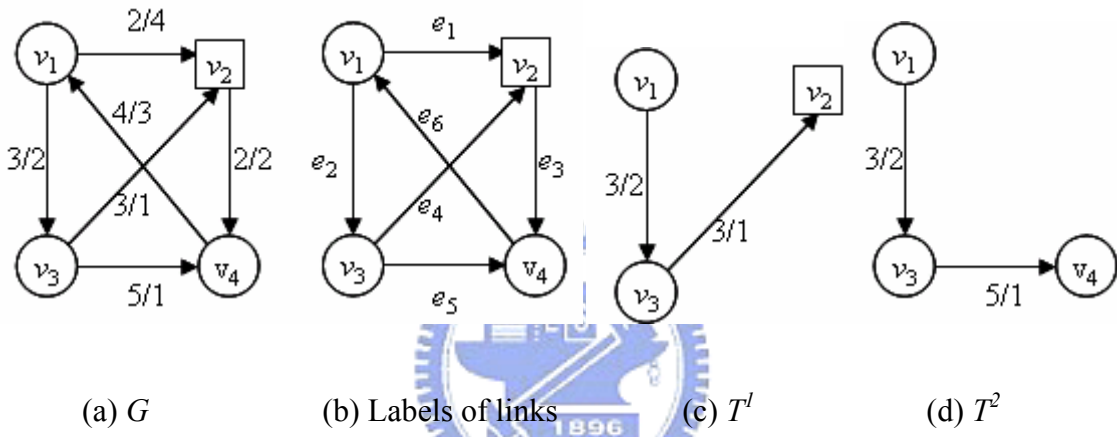 2/4
v1
v2
4/3
3/2
2/2
3/1
v3
v4
5/1
e1
v1
v2
e6
e2
e3
e4
v3
v4
e5
v1
v2
3/2
3/1
v3
v1
3/2
v3
v4
5/1
(a) G
(b) Labels of links
(c) T1
(d) T2
1896